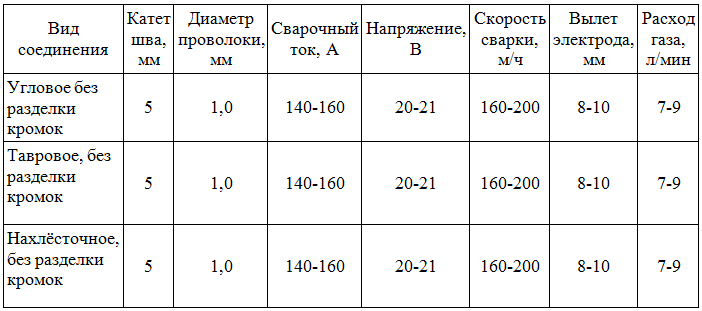 Вид соединения Катет шва, мм Диаметр проволоки, мм Сварочный ток, А Напряжение, В Скорость сварки, м/ч Вылет электрода, мм Расход газа, л/мин
Угловое без разделки кромок 5 1,0 140-160 20-21 160-200 8-10 7-9
Тавровое, без разделки кромок 5 1,0 140-160 20-21 160-200 8-10 7-9
Нахлёсточное, без разделки кромок 5 1,0 140-160 20-21 160-200 8-10 7-9